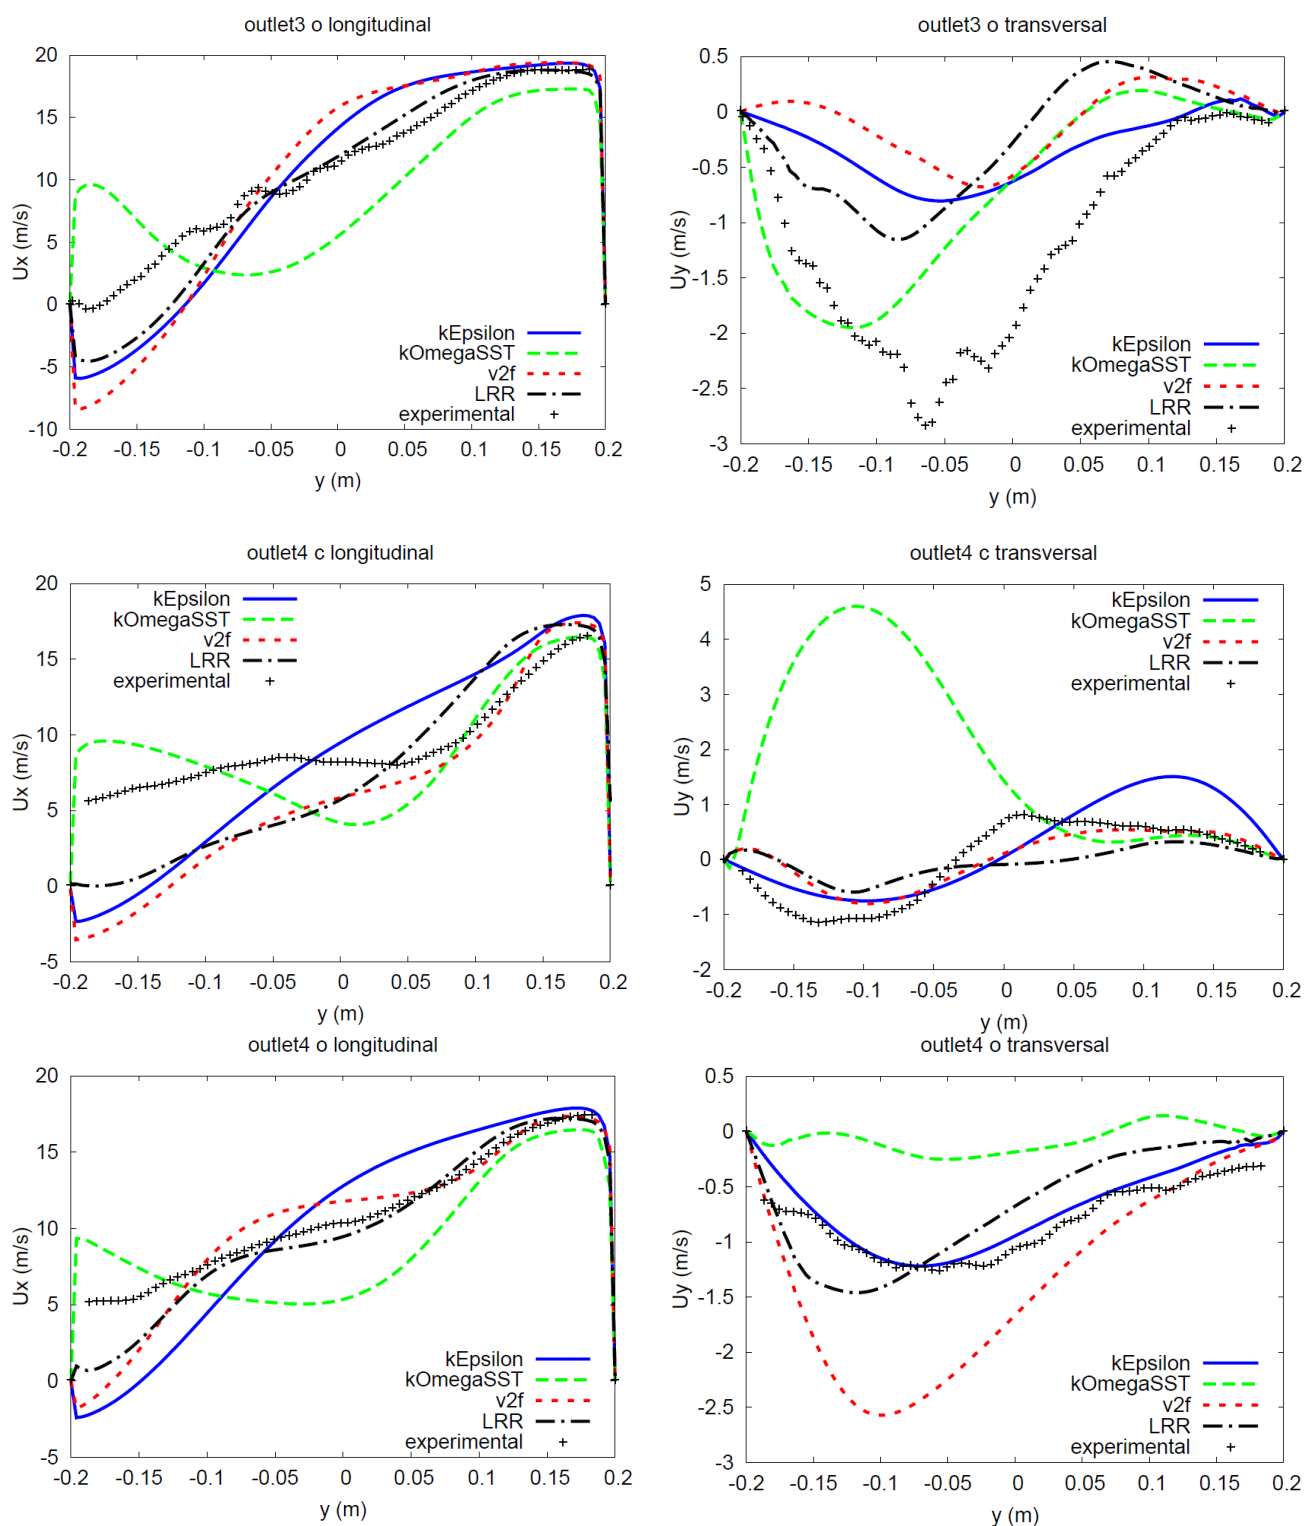 outlet3 o longitudinal
20
15
10
5
0
-5
-10
Ux (m/s)
kEpsilon
kOmegaSST
v2f
LRR
experimental
-0.2 -0.15 -0.1 -0.05 0 0.05 0.1 0.15 0.2
y (m)
outlet3 o transversal
0.5
0
-0.5
-1
-1.5
-2
-2.5
-3
Uy (m/s)
kEpsilon
kOmegaSST
v2f
LRR
experimental
-0.2 -0.15 -0.1 -0.05 0 0.05 0.1 0.15 0.2
y (m)
outlet4 c longitudinal
20
15
10
5
0
-5
Ux (m/s)
kEpsilon
kOmegaSST
v2f
LRR
experimental
-0.2 -0.15 -0.1 -0.05 0 0.05 0.1 0.15 0.2
y (m)
outlet4 c transversal
5
4
3
2
1
0
-1
-2
Uy (m/s)
kEpsilon
kOmegaSST
v2f
LRR
experimental
-0.2 -0.15 -0.1 -0.05 0 0.05 0.1 0.15 0.2
y (m)
outlet4 o longitudinal
20
15
10
5
0
-5
Ux (m/s)
kEpsilon
kOmegaSST
v2f
LRR
experimental
-0.2 -0.15 -0.1 -0.05 0 0.05 0.1 0.15 0.2
y (m)
outlet4 o transversal
0.5
0
-0.5
-1
-1.5
-2
-2.5
-3
Uy (m/s)
kEpsilon
kOmegaSST
v2f
LRR
experimental
-0.2 -0.15 -0.1 -0.05 0 0.05 0.1 0.15 0.2
y (m)